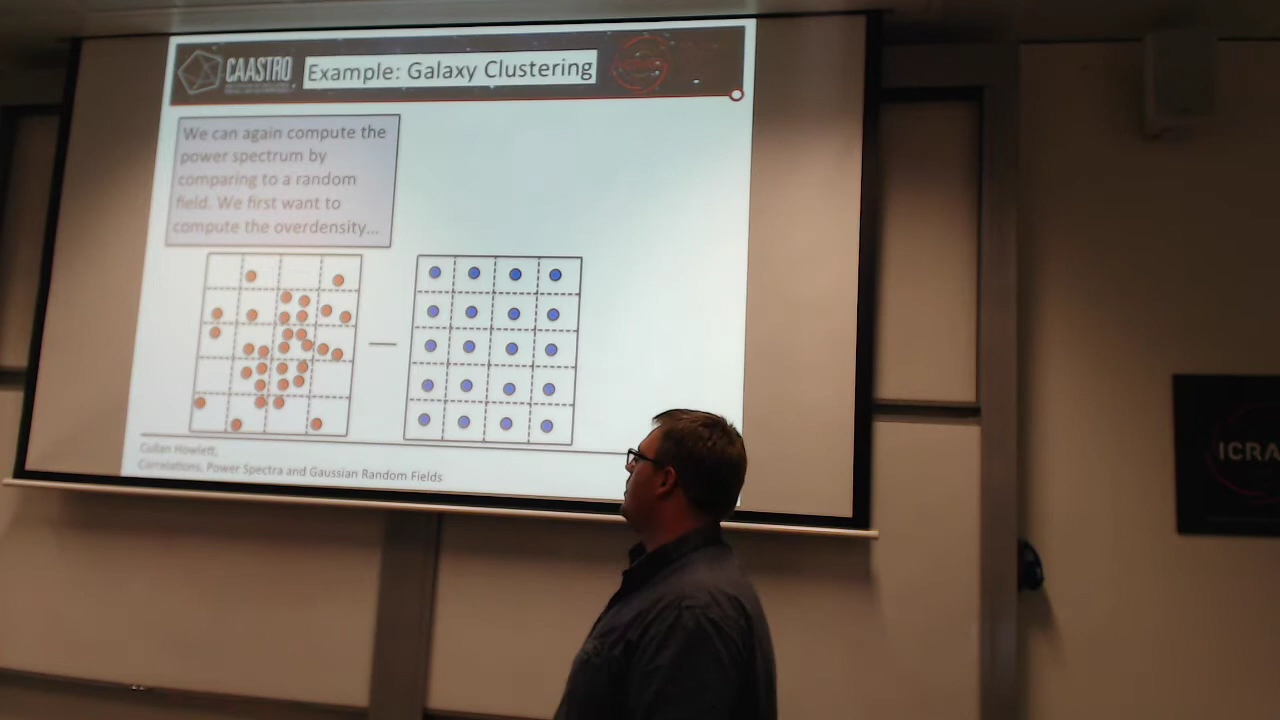 CAASTRO
Example: Galaxy Clustering
We can again compute the
power spectrum by
comparing to a random
field. We first want to
compute the overdensity...
Cullan Howlett,
Correlations, Power Spectra and Gaussian Random Fields
ICRA